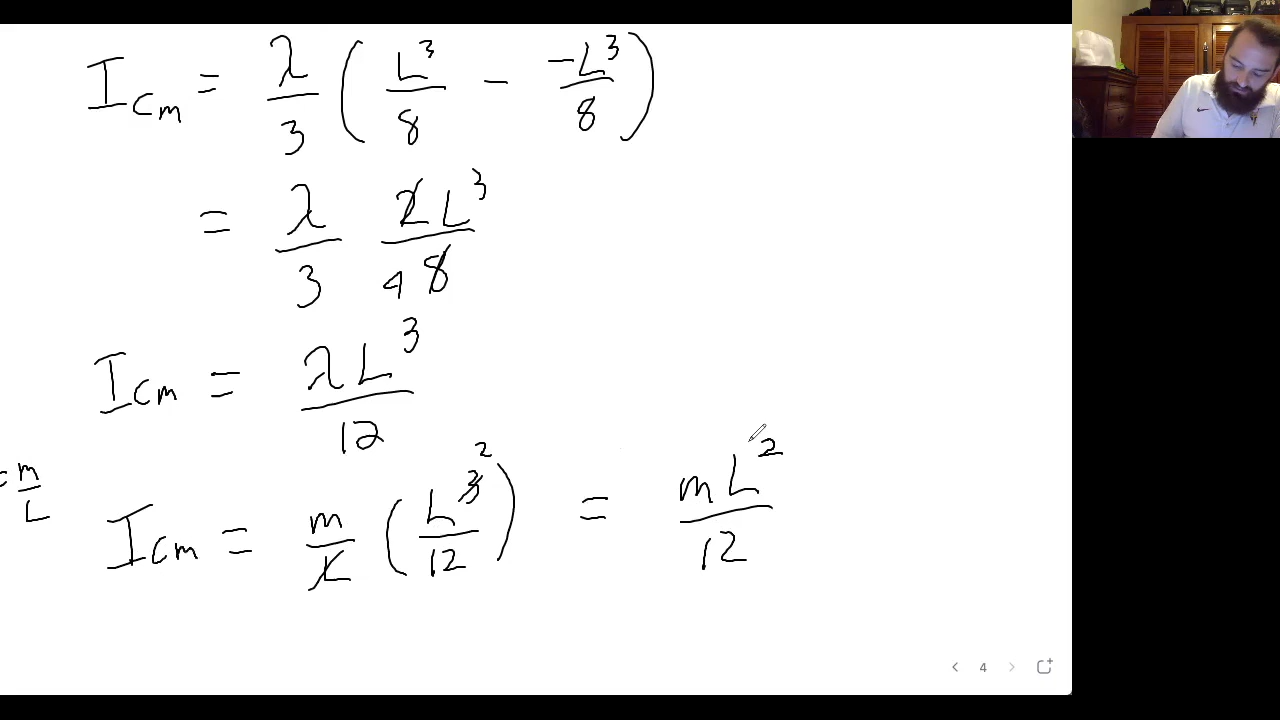 I_cm = λ/3 ( L³/8 - -L³/8 )
= λ/3 2L³/4 8
I_cm = λL³/12
= m/L
I_cm = m/L ( L³ ²/12 ) = mL²/12
4